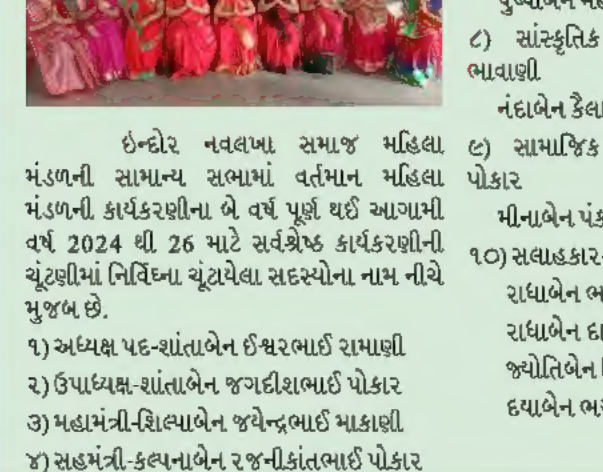 ઇન્દોર નવલખા સમાજ મહિલા
મંડળની સામાન્ય સભામાં વર્તમાન મહિલા
મંડળની કાર્યકરણીના બે વર્ષ પૂર્ણ થઈ આગામી
વર્ષ 2024 થી 26 માટે સર્વશ્રેષ્ઠ કાર્યકરણીની
ચૂંટણીમાં નિર્વિઘ્ના ચૂંટાયેલા સદસ્યોના નામ નીચે
મુજબ છે.
૧) અધ્યક્ષ પદ-શાંતાબેન ઈશ્વરભાઈ રામાણી
૨) ઉપાધ્યક્ષ-શાંતાબેન જગદીશભાઈ પોકાર
૩) મહામંત્રી-શિલ્પાબેન જયેન્દ્રભાઈ માકાણી
૪) સહમંત્રી-કલ્પનાબેન રજનીકાંતભાઈ પોકાર
૮) સાંસ્કૃતિક
ભાવાણી
નંદાબેન
૯) સામાજિક
પોકાર
મીનાબેન
૧૦) સલાહકાર-
રાધાબેન
રાધાબેન
જ્યોતિબેન
દયાબેન